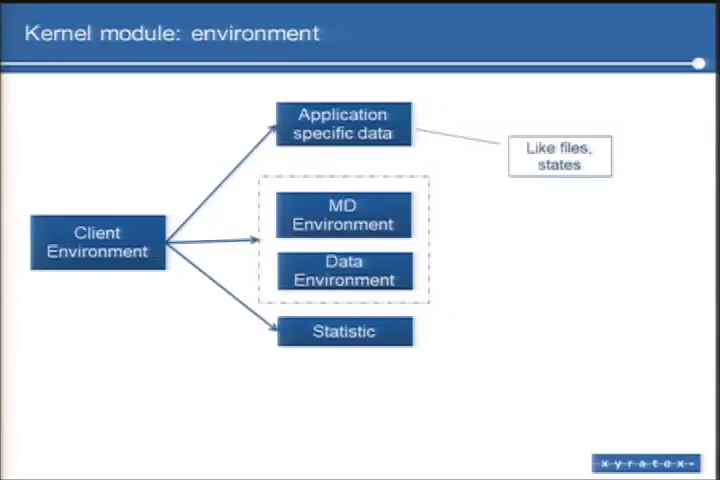 Kernel module: environment
Application
specific data
Like files,
states
MD
Environment
Client
Environment
Data
Environment
Statistic
xyratex